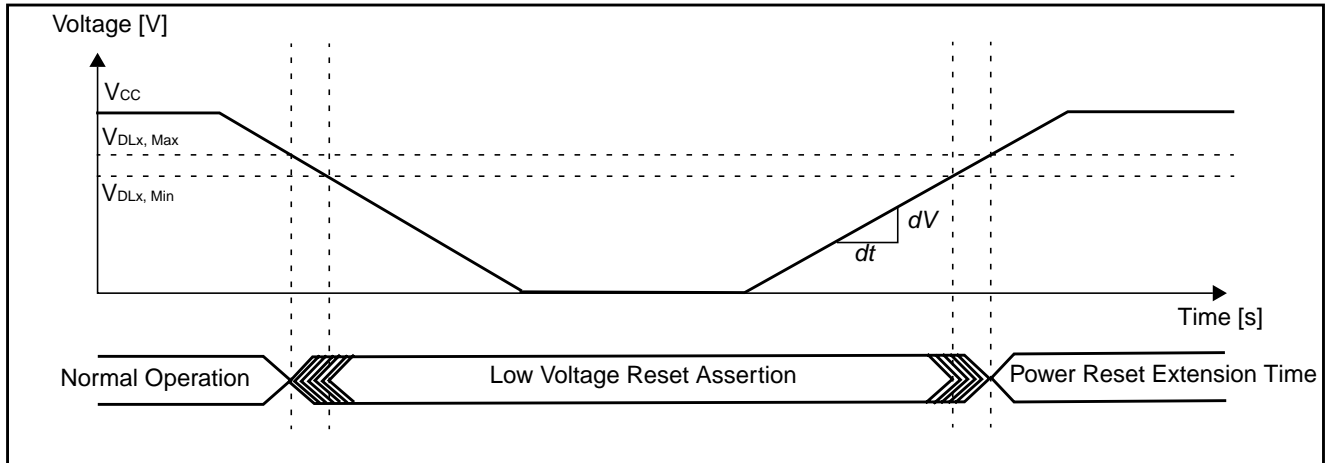 Voltage [V]
VCC
VDLx, Max
VDLx, Min
dV
dt
Time [s]
Normal Operation
Low Voltage Reset Assertion
Power Reset Extension Time